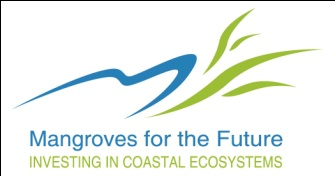 Mangroves for the Future
INVESTING IN COASTAL ECOSYSTEMS